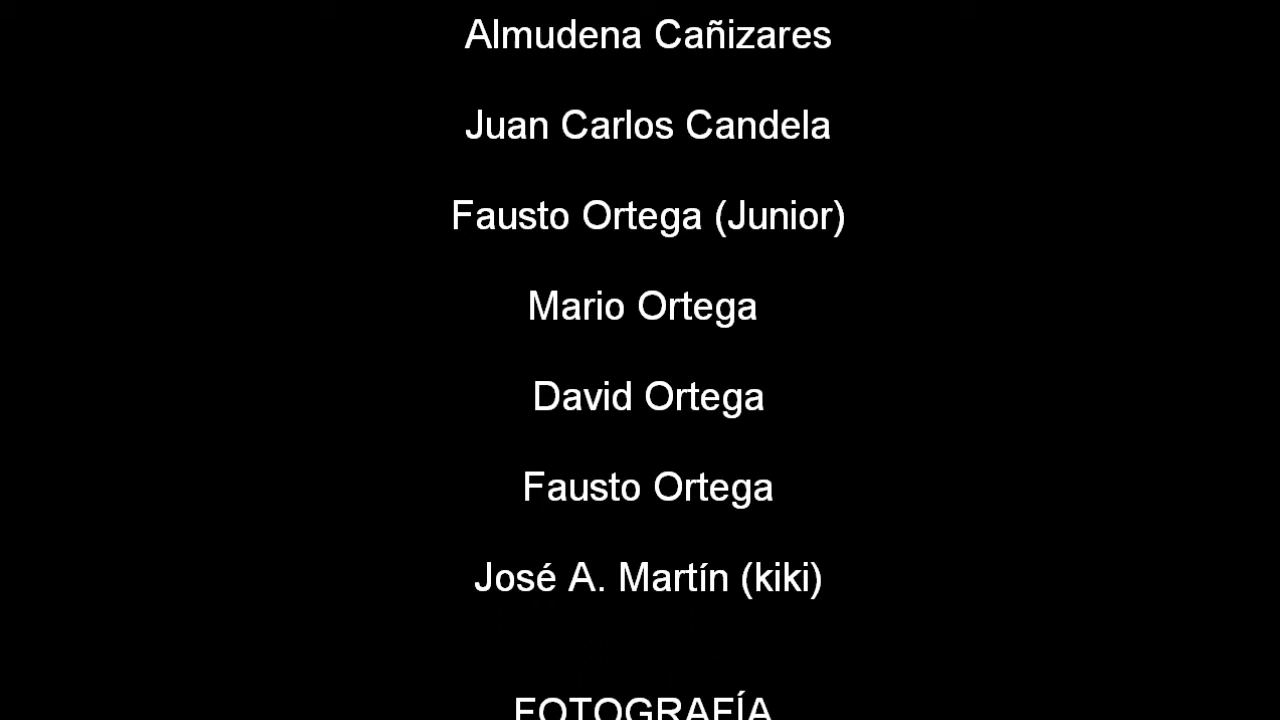 Almudena Cañizares
Juan Carlos Candela
Fausto Ortega (Junior)
Mario Ortega
David Ortega
Fausto Ortega
José A. Martín (kiki)
FOTOGRAFÍA